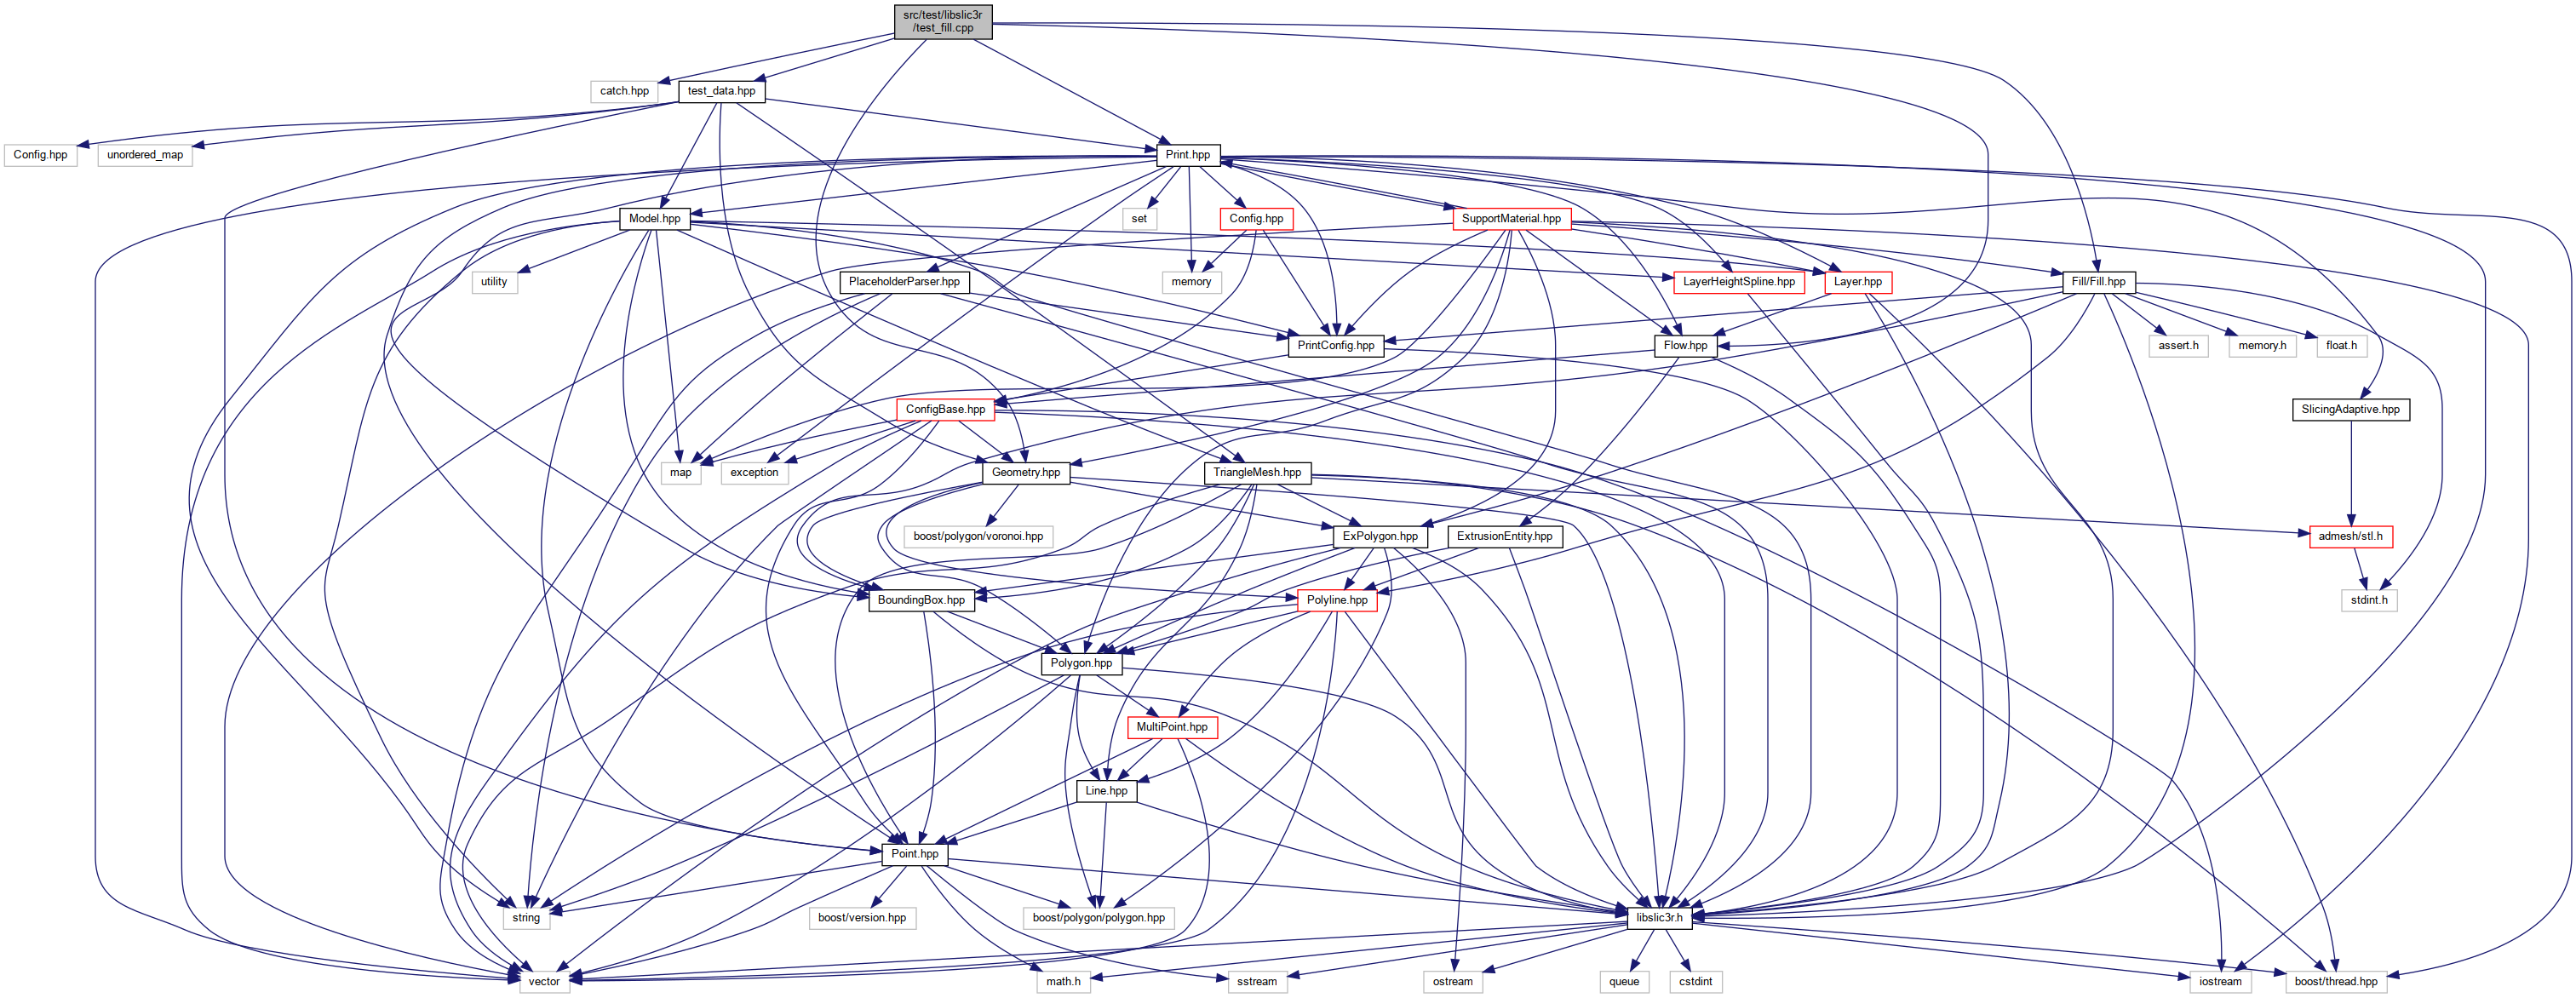 src/test/libslic3r
/test_fill.cpp
catch.hpp
test_data.hpp
Config.hpp
unordered_map
Print.hpp
Model.hpp
set
Config.hpp
SupportMaterial.hpp
utility
PlaceholderParser.hpp
memory
LayerHeightSpline.hpp
Layer.hpp
Fill/Fill.hpp
PrintConfig.hpp
Flow.hpp
assert.h
memory.h
float.h
ConfigBase.hpp
SlicingAdaptive.hpp
map
exception
Geometry.hpp
TriangleMesh.hpp
boost/polygon/voronoi.hpp
ExPolygon.hpp
ExtrusionEntity.hpp
admesh/stl.h
BoundingBox.hpp
Polyline.hpp
stdint.h
Polygon.hpp
MultiPoint.hpp
Line.hpp
Point.hpp
string
boost/version.hpp
boost/polygon/polygon.hpp
libslic3r.h
vector
math.h
sstream
ostream
queue
cstdint
iostream
boost/thread.hpp